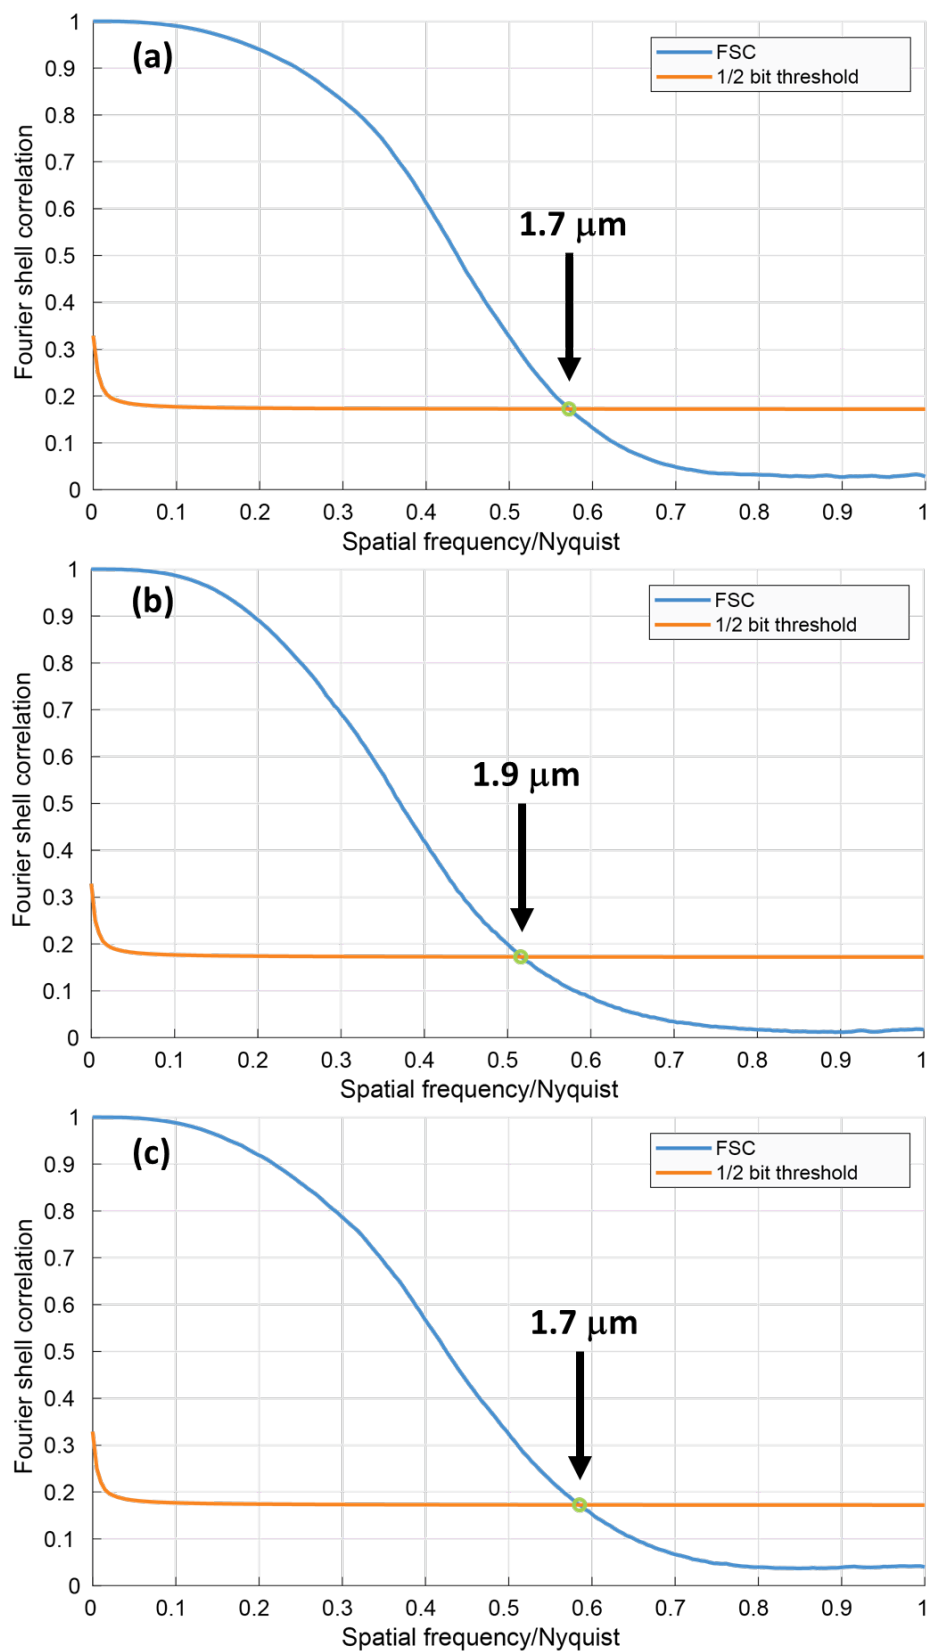 (a)
FSC
1/2 bit threshold
1.7 μm
Fourier shell correlation
1
0.9
0.8
0.7
0.6
0.5
0.4
0.3
0.2
0.1
0
0 0.1 0.2 0.3 0.4 0.5 0.6 0.7 0.8 0.9 1
Spatial frequency/Nyquist
(b)
FSC
1/2 bit threshold
1.9 μm
Fourier shell correlation
1
0.9
0.8
0.7
0.6
0.5
0.4
0.3
0.2
0.1
0
0 0.1 0.2 0.3 0.4 0.5 0.6 0.7 0.8 0.9 1
Spatial frequency/Nyquist
(c)
FSC
1/2 bit threshold
1.7 μm
Fourier shell correlation
1
0.9
0.8
0.7
0.6
0.5
0.4
0.3
0.2
0.1
0
0 0.1 0.2 0.3 0.4 0.5 0.6 0.7 0.8 0.9 1
Spatial frequency/Nyquist